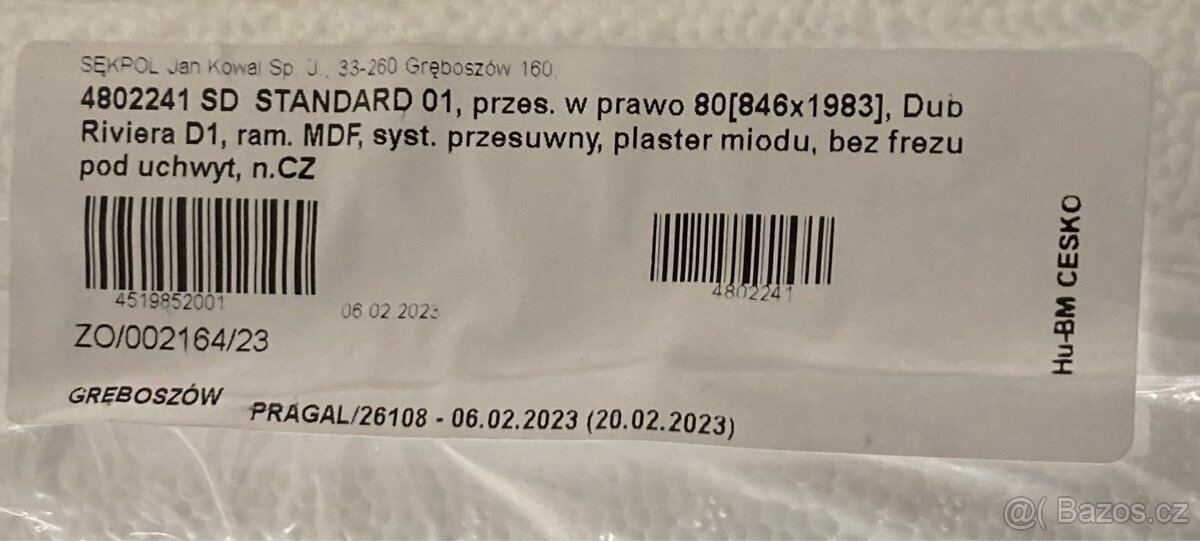 SĘKPOL Jan Kowal Sp. J., 33-260 Gręboszów 160,
4802241 SD STANDARD 01, przes. w prawo 80[846x1983], Dub
Riviera D1, ram. MDF, syst. przesuwny, plaster miodu, bez frezu
pod uchwyt, n.CZ
4519852001
06 02 2023
4802241
ZO/002164/23
GRĘBOSZÓW
PRAGAL/26108 - 06.02.2023 (20.02.2023)
Hu-BM CESKO
@( Bazos.cz